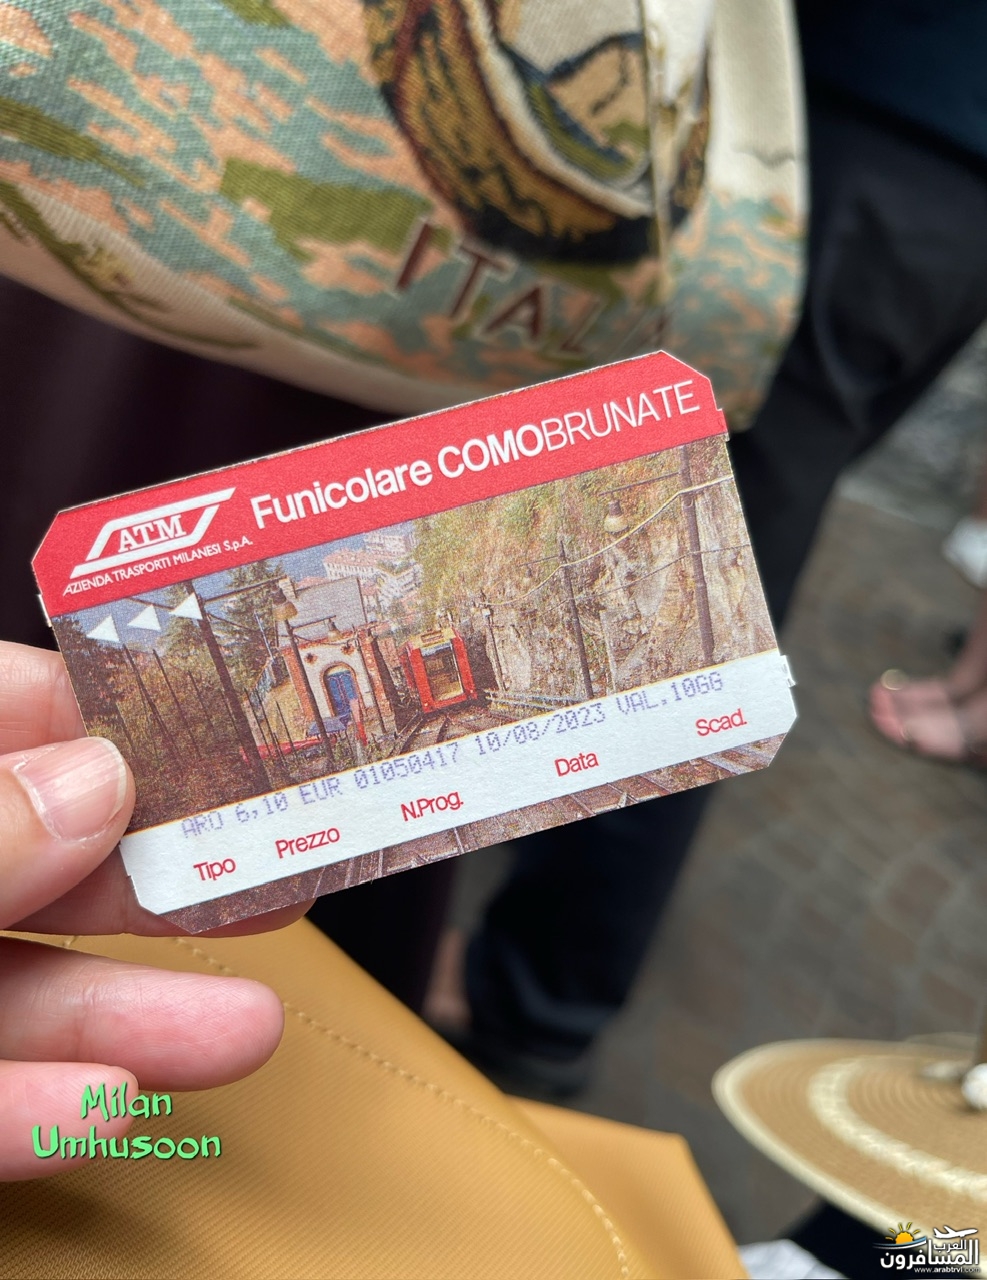 ITALIA
Funicolare COMOBRUNATE
ATM
AZIENDA TRASPORTI MILANESI S.p.A.
ARO 6,10 EUR 01050417 10/08/2023 VAL.10GG
Tipo Prezzo N.Prog. Data Scad.
Milan
Umhusoon
العرب
المسافرون
www.arabtrvl.com